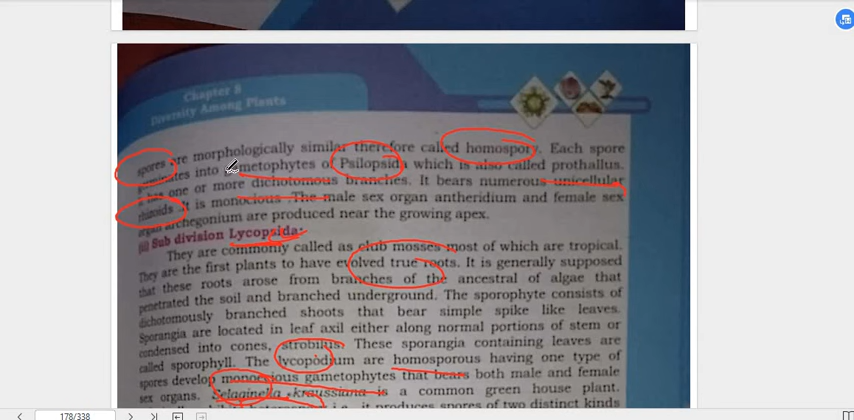 Chapter 8
Diversity Among Plants
spores are morphologically similar therefore called homospory. Each spore
germinates into gametophytes of Psilopsida which is also called prothallus.
has one or more dichotomous branches. It bears numerous unicellular
rhizoids. It is monocious. The male sex organ antheridium and female sex
organ archegonium are produced near the growing apex.
(ii) Sub division Lycopsida:
They are commonly called as club mosses most of which are tropical.
They are the first plants to have evolved true roots. It is generally supposed
that these roots arose from branches of the ancestral of algae that
penetrated the soil and branched underground. The sporophyte consists of
dichotomously branched shoots that bear simple spike like leaves.
Sporangia are located in leaf axil either along normal portions of stem or
condensed into cones, strobilus. These sporangia containing leaves are
called sporophyll. The lycopodium are homosporous having one type of
spores develop monoecious gametophytes that bears both male and female
sex organs. Selaginella kraussiana is a common green house plant.
i.e., it produces spores of two distinct kinds
178/338